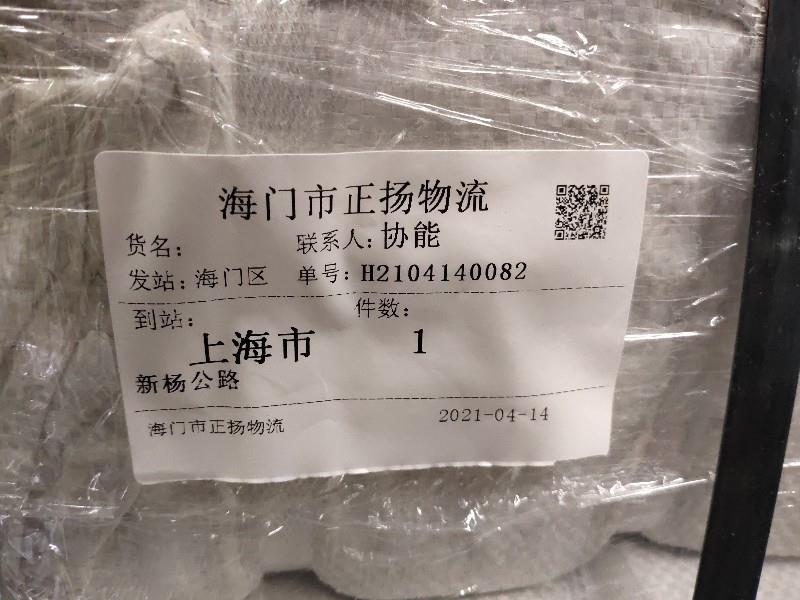 海门市正扬物流
货名: 联系人:协能
发站:海门区 单号:H2104140082
到站: 件数:
上海市 1
新杨公路
海门市正扬物流 2021-04-14